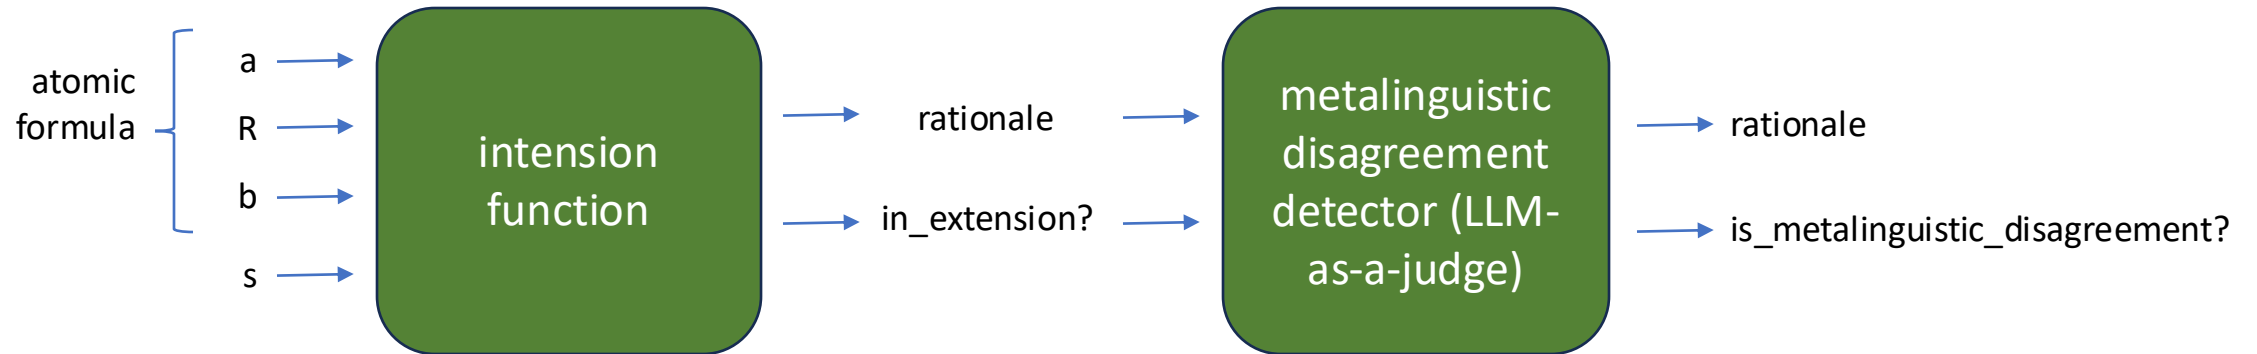 atomic
formula
a
R
b
s
intension
function
rationale
in_extension?
metalinguistic
disagreement
detector (LLM-
as-a-judge)
rationale
is_metalinguistic_disagreement?